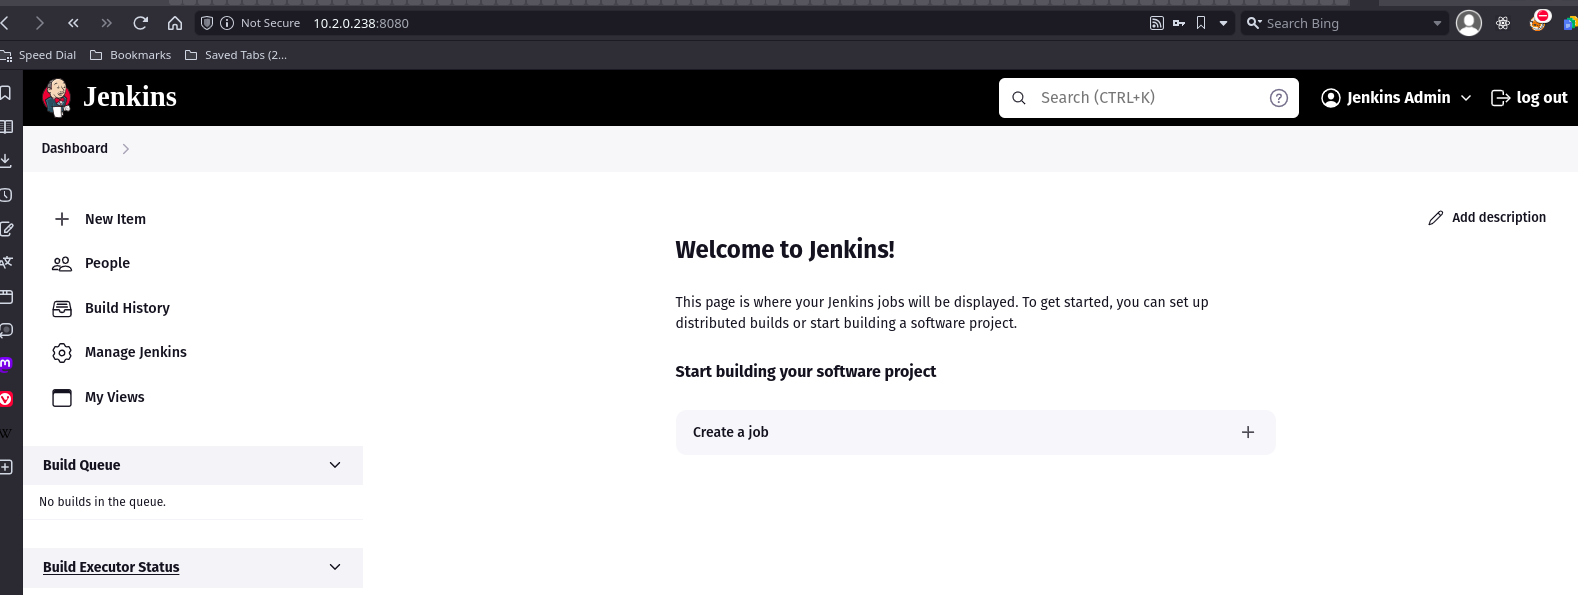 Not Secure 10.2.0.238:8080 Search Bing
Speed Dial Bookmarks Saved Tabs (2...
Jenkins Search (CTRL+K) Jenkins Admin log out
Dashboard
New Item
People
Build History
Manage Jenkins
My Views
Build Queue
No builds in the queue.
Build Executor Status
Add description
Welcome to Jenkins!
This page is where your Jenkins jobs will be displayed. To get started, you can set up
distributed builds or start building a software project.
Start building your software project
Create a job